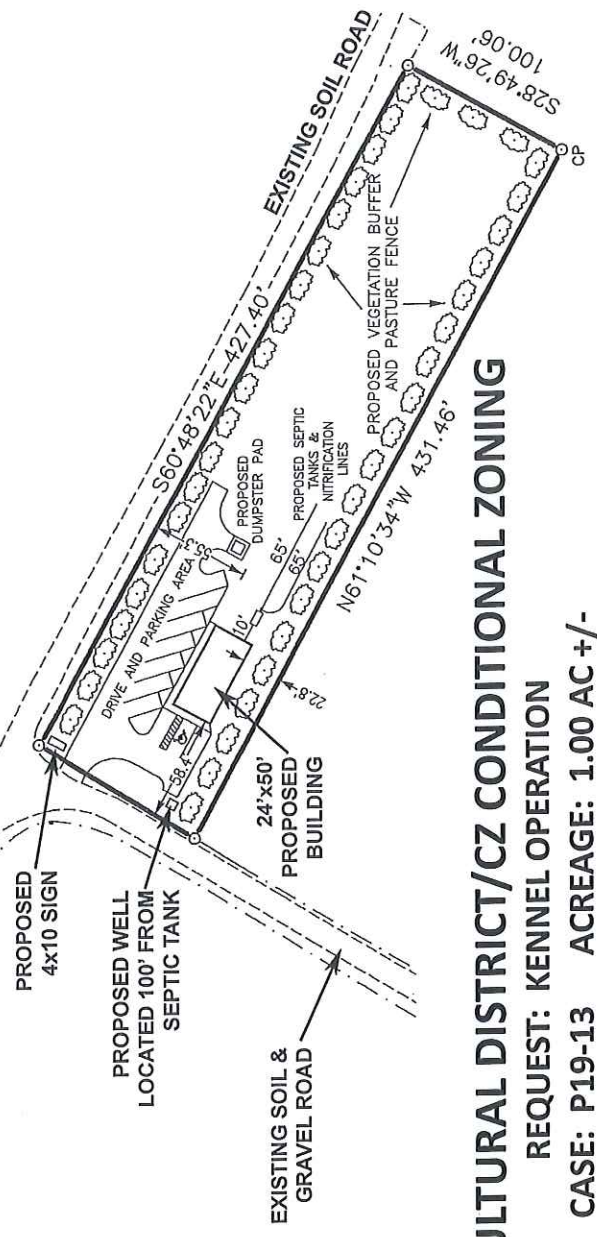 EXISTING SOIL ROAD
S60°48'22"E 427.40'
S28°49'26"W
100.06'
CP
PROPOSED VEGETATION BUFFER
AND PASTURE FENCE
N61°10'34"W 431.46'
PROPOSED
DUMPSTER PAD
PROPOSED SEPTIC
TANKS &
NITRIFICATION
LINES
65'
65'
DRIVE AND PARKING AREA
10'
22.8'
58.4'
24'x50'
PROPOSED
BUILDING
PROPOSED
4x10 SIGN
PROPOSED WELL
LOCATED 100' FROM
SEPTIC TANK
EXISTING SOIL &
GRAVEL ROAD
ULTURAL DISTRICT/CZ CONDITIONAL ZONING
REQUEST: KENNEL OPERATION
CASE: P19-13 ACREAGE: 1.00 AC +/-